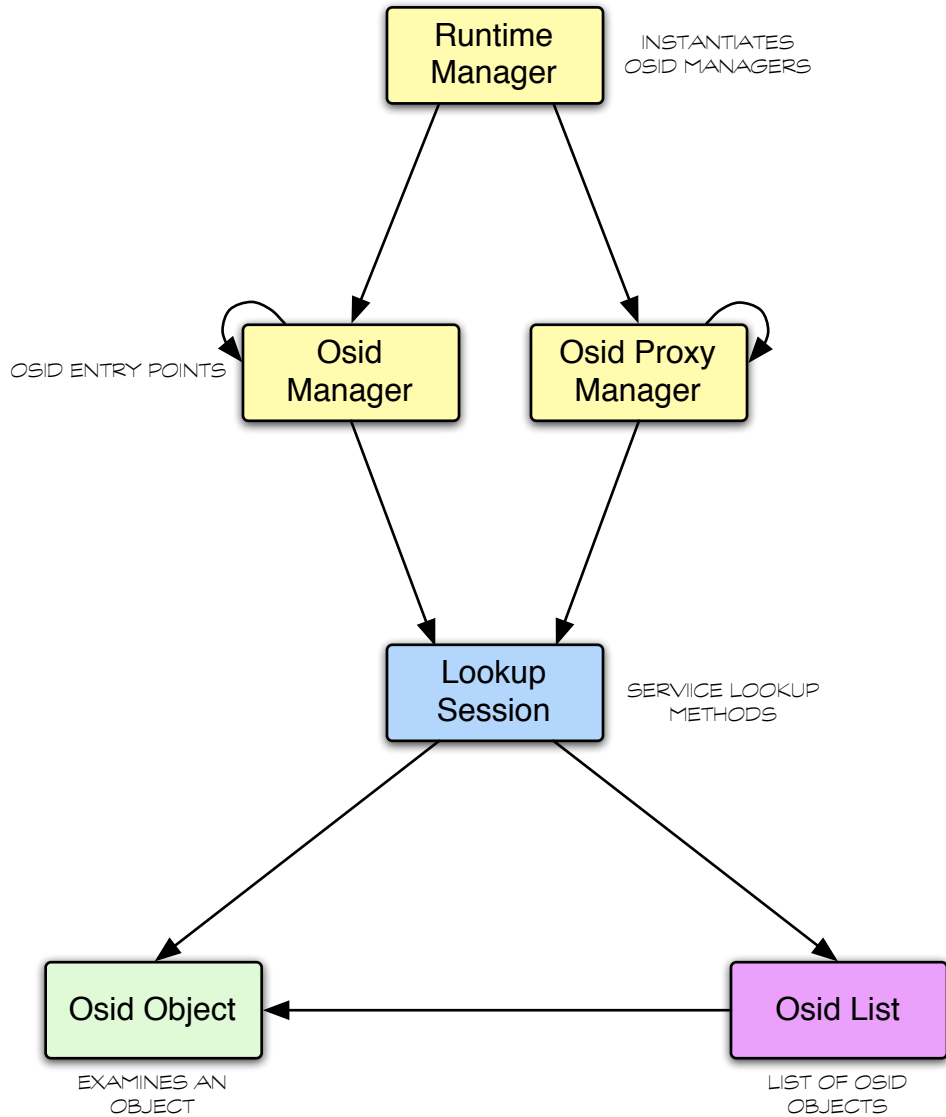 Runtime
Manager
INSTANTIATES
OSID MANAGERS
OSID ENTRY POINTS
Osid
Manager
Osid Proxy
Manager
Lookup
Session
SERVIICE LOOKUP
METHODS
Osid Object
Osid List
EXAMINES AN
OBJECT
LIST OF OSID
OBJECTS